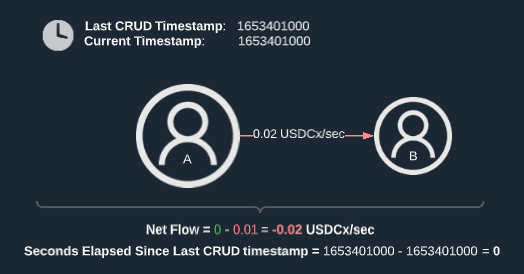 Last CRUD Timestamp: 1653401000
Current Timestamp: 1653401000
0.02 USDCx/sec
A
B
Net Flow = 0 - 0.01 = -0.02 USDCx/sec
Seconds Elapsed Since Last CRUD timestamp = 1653401000 - 1653401000 = 0